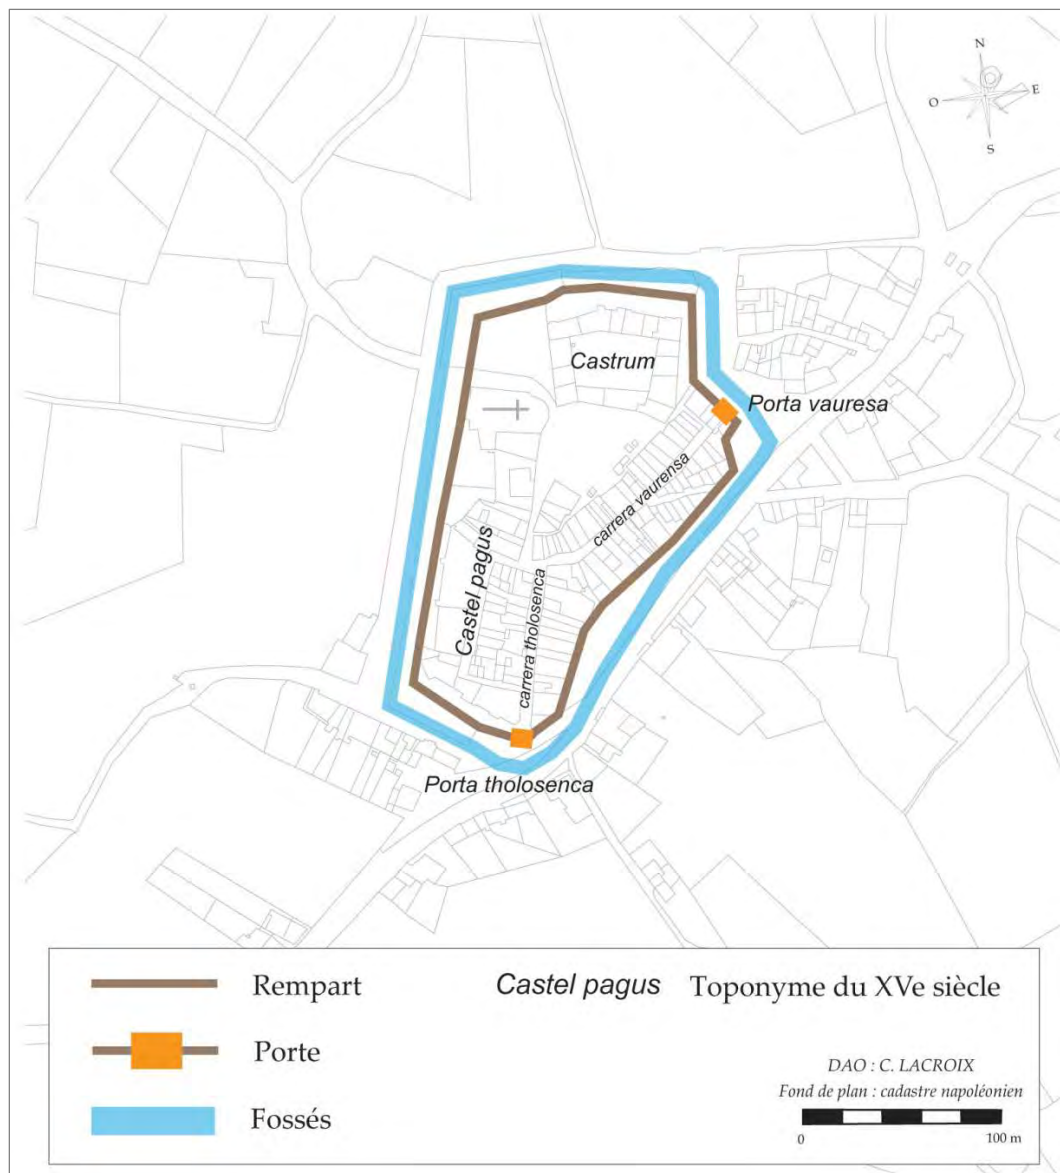 N
O
E
S
Castrum
Porta vauresa
carrera vaurensa
Castel pagus
carrera tholosenca
Porta tholosenca
Rempart
Castel pagus Toponyme du XVe siècle
Porte
DAO : C. LACROIX
Fond de plan : cadastre napoléonien
Fossés
0 100 m